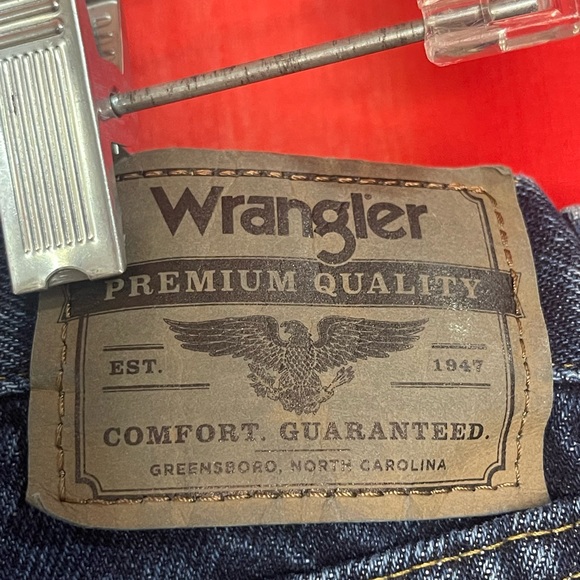 Wrangler
PREMIUM QUALITY
EST. 1947
COMFORT. GUARANTEED.
GREENSBORO, NORTH CAROLINA